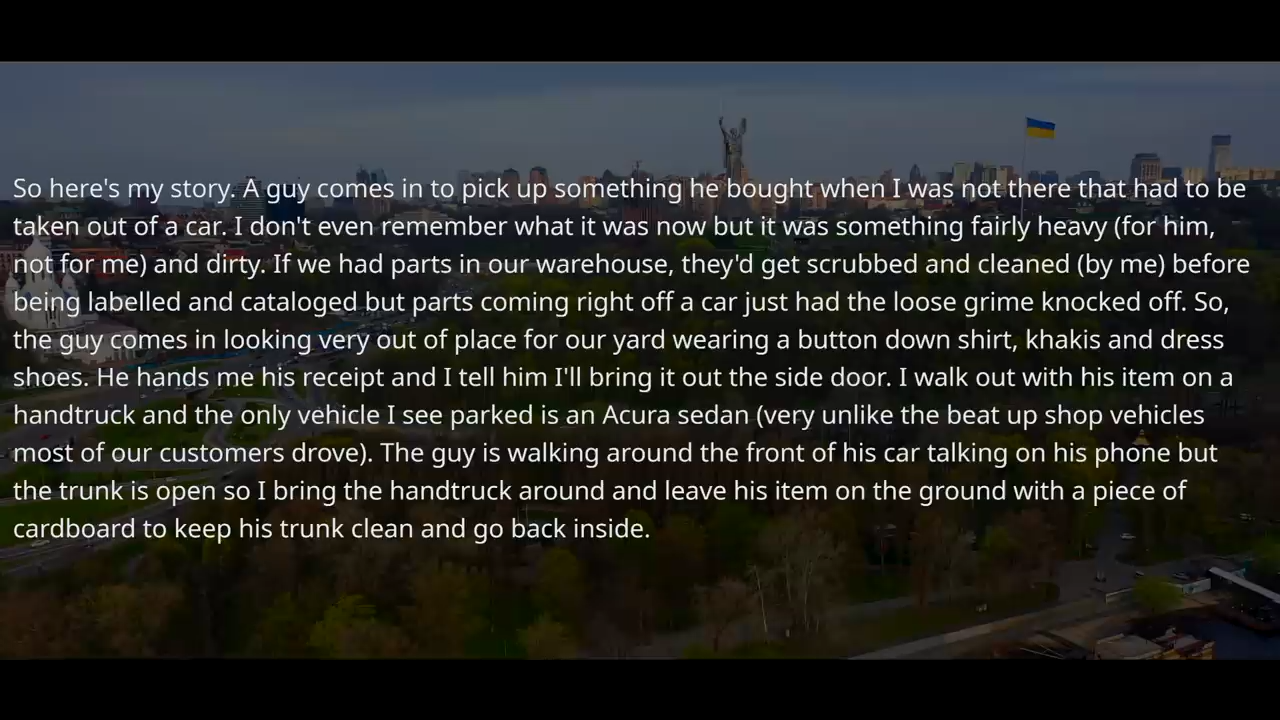 So here's my story. A guy comes in to pick up something he bought when I was not there that had to be
taken out of a car. I don't even remember what it was now but it was something fairly heavy (for him,
not for me) and dirty. If we had parts in our warehouse, they'd get scrubbed and cleaned (by me) before
being labelled and cataloged but parts coming right off a car just had the loose grime knocked off. So,
the guy comes in looking very out of place for our yard wearing a button down shirt, khakis and dress
shoes. He hands me his receipt and I tell him I'll bring it out the side door. I walk out with his item on a
handtruck and the only vehicle I see parked is an Acura sedan (very unlike the beat up shop vehicles
most of our customers drove). The guy is walking around the front of his car talking on his phone but
the trunk is open so I bring the handtruck around and leave his item on the ground with a piece of
cardboard to keep his trunk clean and go back inside.